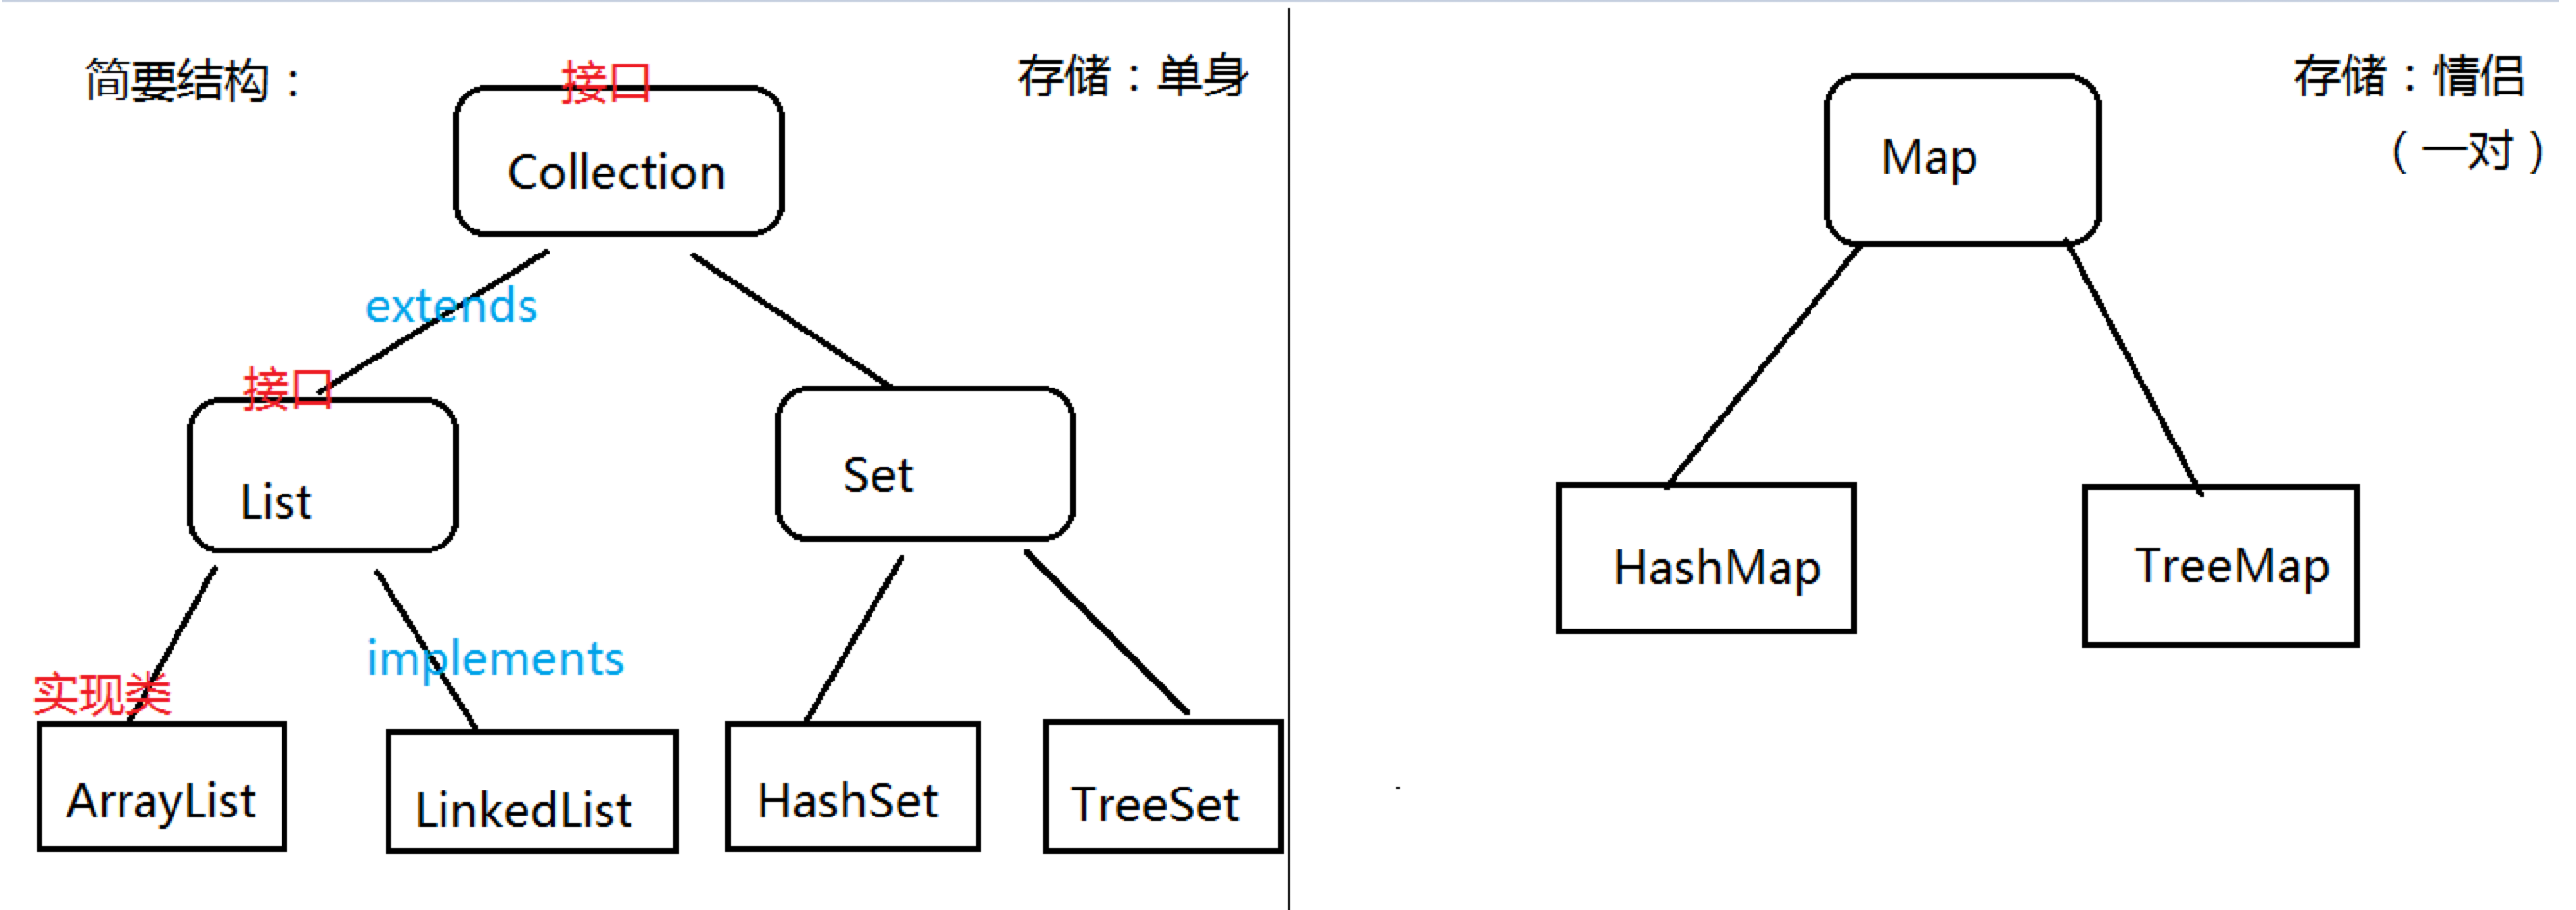 简要结构：
接口
存储：单身
Collection
extends
接口
List
Set
implements
实现类
ArrayList
LinkedList
HashSet
TreeSet
存储：情侣
（一对）
Map
HashMap
TreeMap